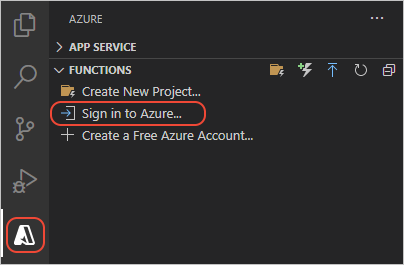 AZURE
APP SERVICE
FUNCTIONS
Create New Project...
Sign in to Azure...
Create a Free Azure Account...